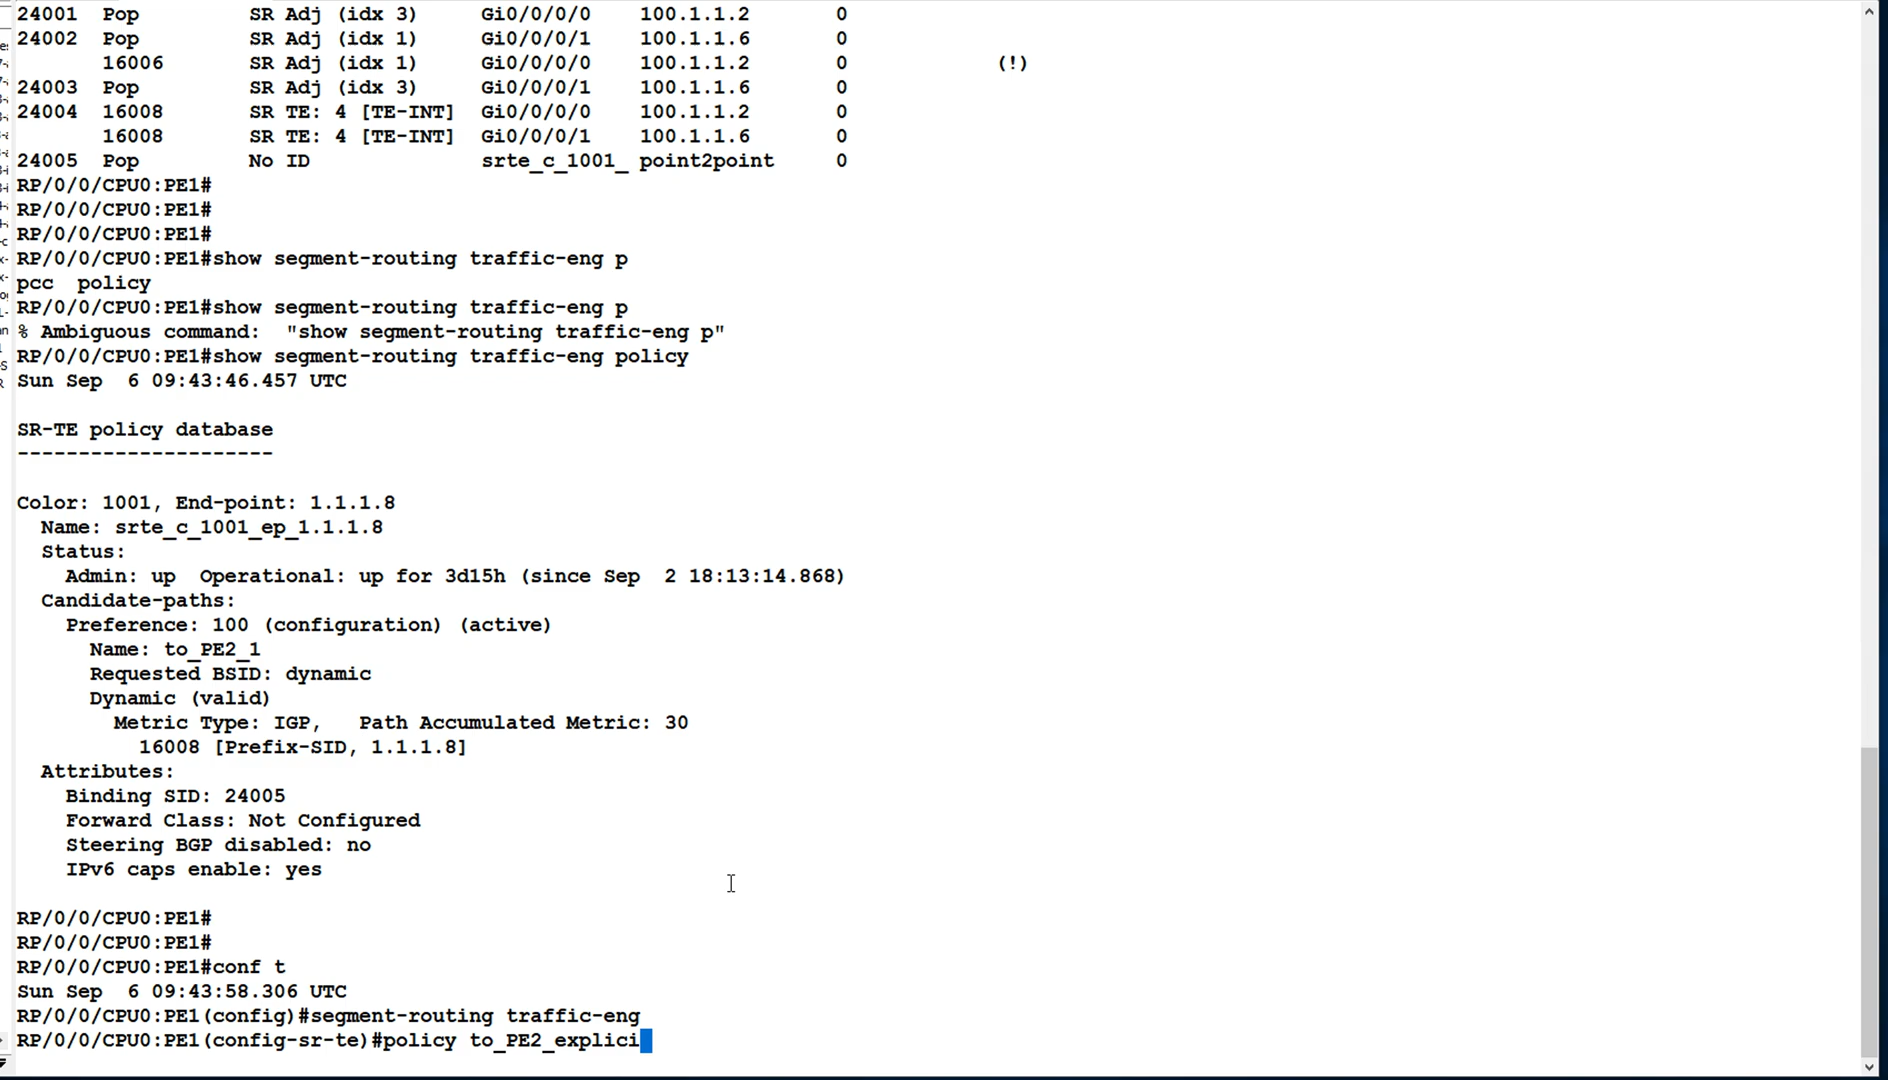 24001  Pop         SR Adj (idx 3)     Gi0/0/0/0    100.1.1.2       0
24002  Pop         SR Adj (idx 1)     Gi0/0/0/1    100.1.1.6       0
       16006       SR Adj (idx 1)     Gi0/0/0/0    100.1.1.2       0            (!)
24003  Pop         SR Adj (idx 3)     Gi0/0/0/1    100.1.1.6       0
24004  16008       SR TE: 4 [TE-INT]  Gi0/0/0/0    100.1.1.2       0
       16008       SR TE: 4 [TE-INT]  Gi0/0/0/1    100.1.1.6       0
24005  Pop         No ID              srte_c_1001_ point2point     0
RP/0/0/CPU0:PE1#
RP/0/0/CPU0:PE1#
RP/0/0/CPU0:PE1#
RP/0/0/CPU0:PE1#show segment-routing traffic-eng p
pcc  policy
RP/0/0/CPU0:PE1#show segment-routing traffic-eng p
% Ambiguous command:  "show segment-routing traffic-eng p"
RP/0/0/CPU0:PE1#show segment-routing traffic-eng policy
Sun Sep  6 09:43:46.457 UTC
SR-TE policy database
---------------------
Color: 1001, End-point: 1.1.1.8
  Name: srte_c_1001_ep_1.1.1.8
  Status:
    Admin: up  Operational: up for 3d15h (since Sep  2 18:13:14.868)
  Candidate-paths:
    Preference: 100 (configuration) (active)
      Name: to_PE2_1
      Requested BSID: dynamic
      Dynamic (valid)
        Metric Type: IGP,   Path Accumulated Metric: 30
          16008 [Prefix-SID, 1.1.1.8]
  Attributes:
    Binding SID: 24005
    Forward Class: Not Configured
    Steering BGP disabled: no
    IPv6 caps enable: yes
RP/0/0/CPU0:PE1#
RP/0/0/CPU0:PE1#
RP/0/0/CPU0:PE1#conf t
Sun Sep  6 09:43:58.306 UTC
RP/0/0/CPU0:PE1(config)#segment-routing traffic-eng
RP/0/0/CPU0:PE1(config-sr-te)#policy to_PE2_explici